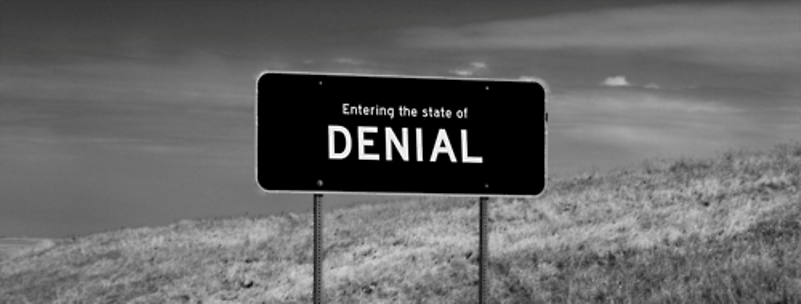 Entering the state of
DENIAL